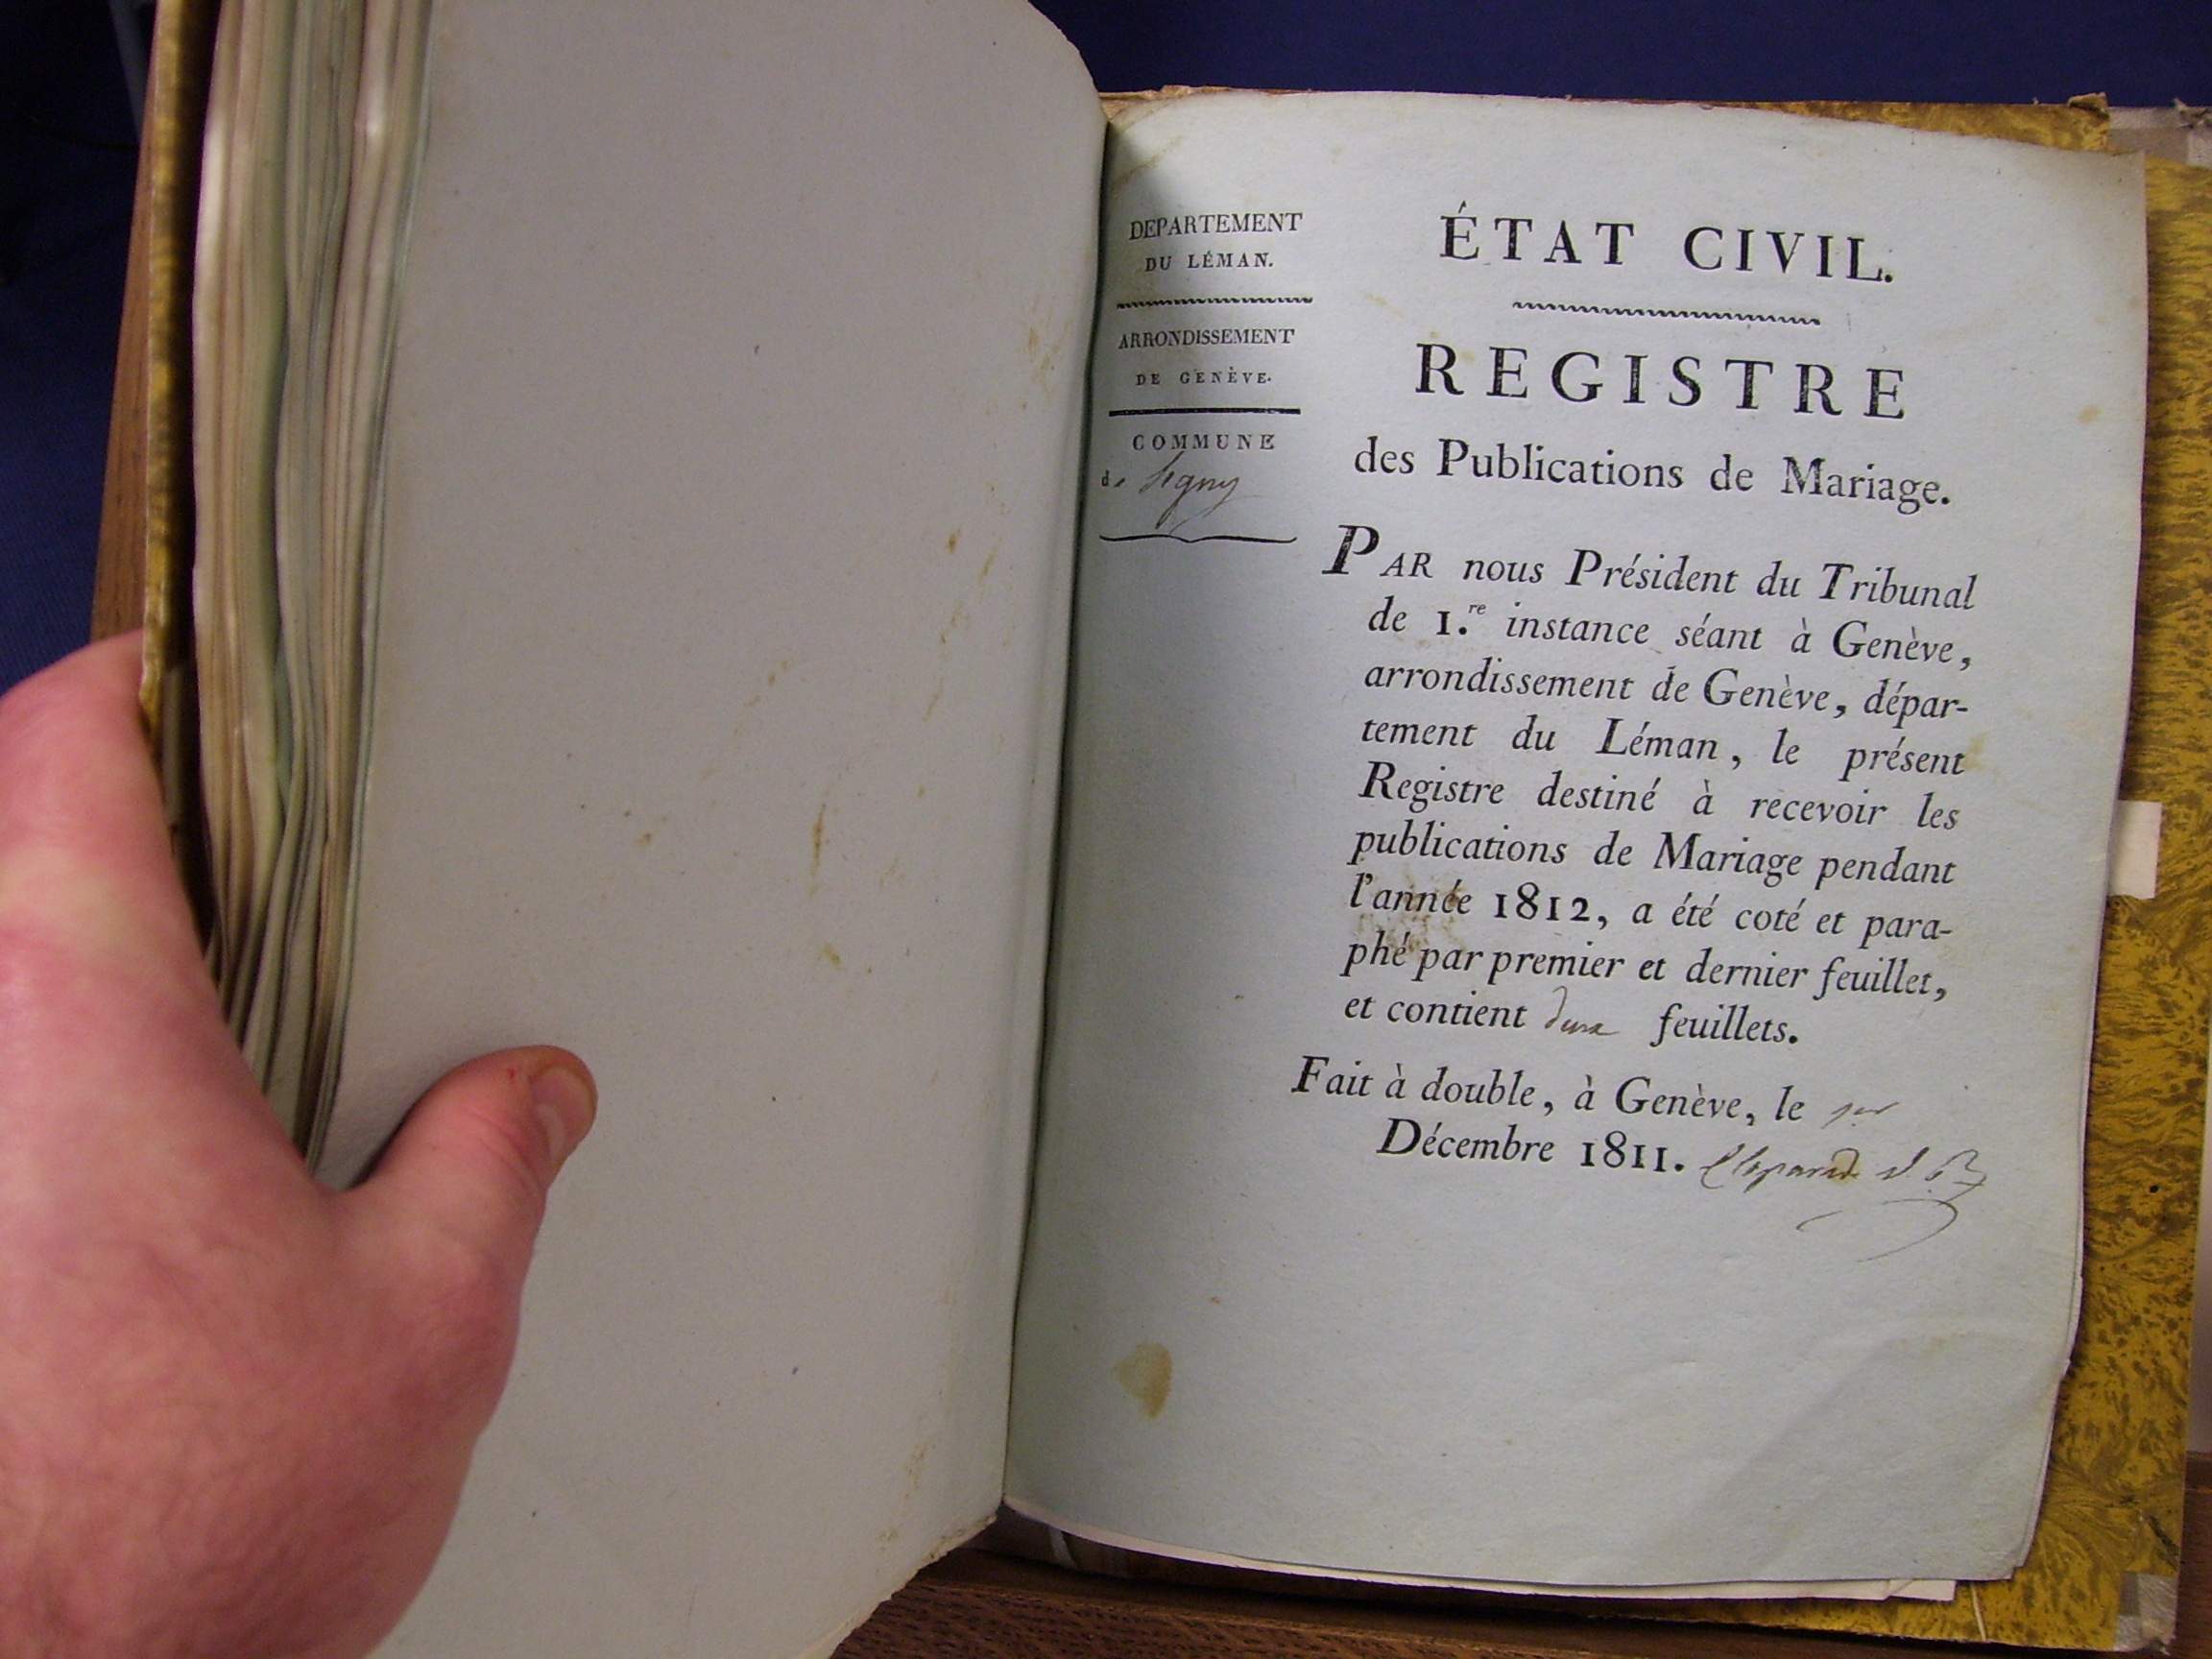 DEPARTEMENT
DU LÉMAN.
ARRONDISSEMENT
DE GENÈVE.
COMMUNE
de Segny
ÉTAT CIVIL.
REGISTRE
des Publications de Mariage.
PAR nous Président du Tribunal
de 1.re instance séant à Genève,
arrondissement de Genève, dépar-
tement du Léman, le présent
Registre destiné à recevoir les
publications de Mariage pendant
l'année 1812, a été coté et para-
phé par premier et dernier feuillet,
et contient deux feuillets.
Fait à double, à Genève, le
Décembre 1811.